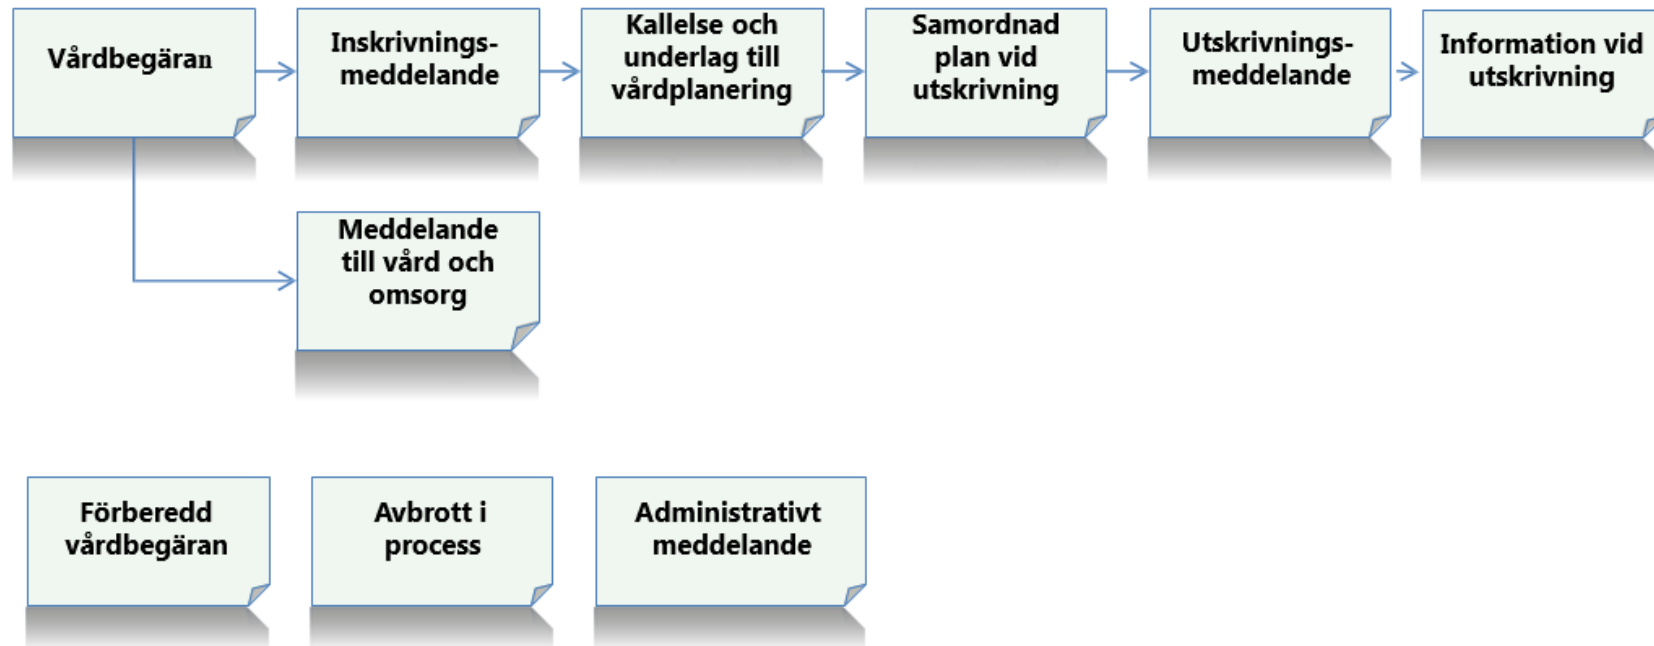 Vårdbegäran
Inskrivnings-
meddelande
Kallelse och
underlag till
vårdplanering
Samordnad
plan vid
utskrivning
Utskrivnings-
meddelande
Information vid
utskrivning
Meddelande
till vård och
omsorg
Förberedd
vårdbegäran
Avbrott i
process
Administrativt
meddelande